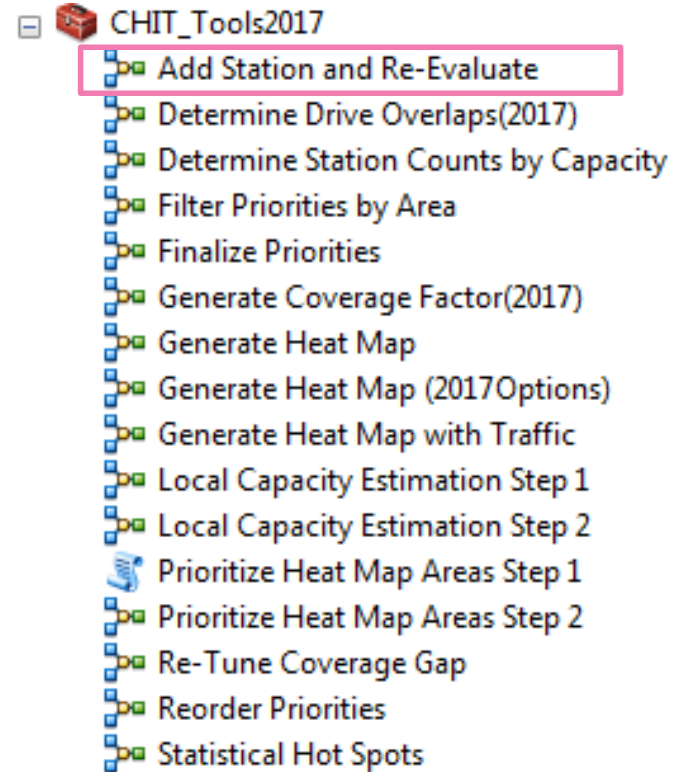 CHIT_Tools2017
Add Station and Re-Evaluate
Determine Drive Overlaps(2017)
Determine Station Counts by Capacity
Filter Priorities by Area
Finalize Priorities
Generate Coverage Factor(2017)
Generate Heat Map
Generate Heat Map (2017Options)
Generate Heat Map with Traffic
Local Capacity Estimation Step 1
Local Capacity Estimation Step 2
Prioritize Heat Map Areas Step 1
Prioritize Heat Map Areas Step 2
Re-Tune Coverage Gap
Reorder Priorities
Statistical Hot Spots